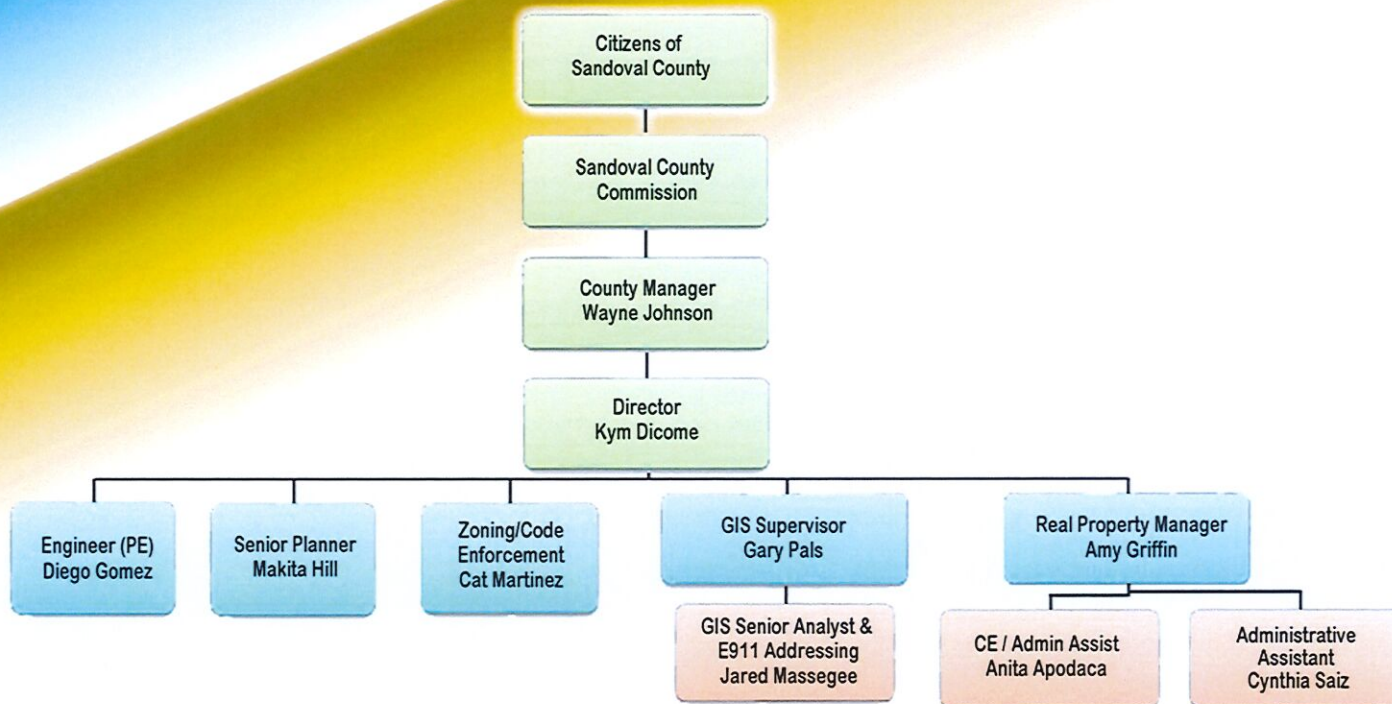 Citizens of
Sandoval County
Sandoval County
Commission
County Manager
Wayne Johnson
Director
Kym Dicome
Engineer (PE)
Diego Gomez
Senior Planner
Makita Hill
Zoning/Code
Enforcement
Cat Martinez
GIS Supervisor
Gary Pals
Real Property Manager
Amy Griffin
GIS Senior Analyst &
E911 Addressing
Jared Massegee
CE / Admin Assist
Anita Apodaca
Administrative
Assistant
Cynthia Saiz